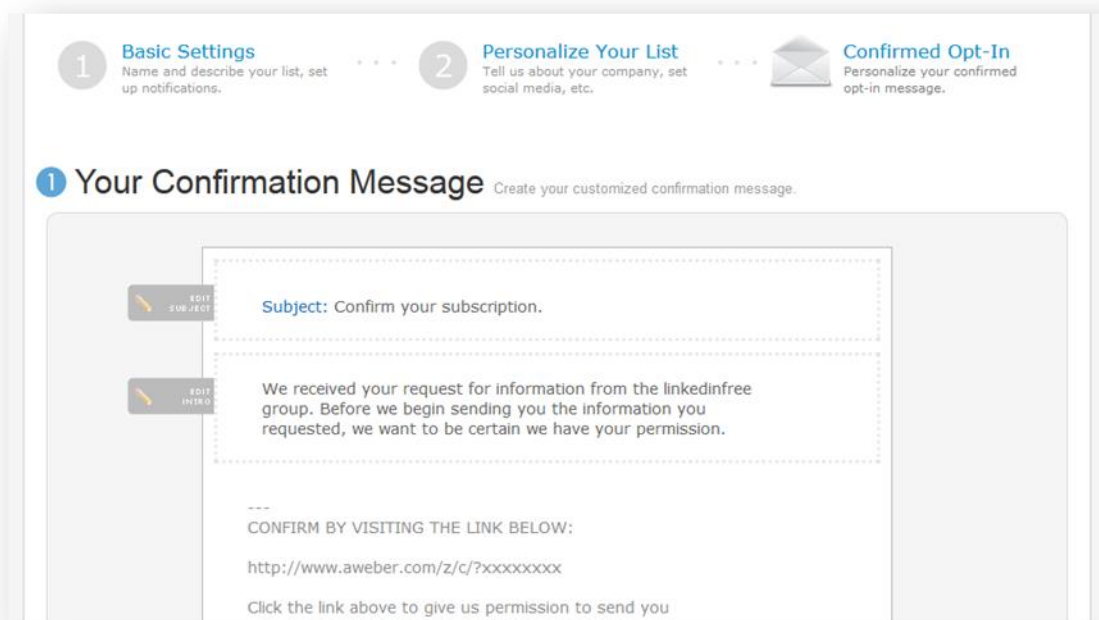 1
Basic Settings
Name and describe your list, set
up notifications.
2
Personalize Your List
Tell us about your company, set
social media, etc.
Confirmed Opt-In
Personalize your confirmed
opt-in message.
1 Your Confirmation Message Create your customized confirmation message.
EDIT
SUBJECT
Subject: Confirm your subscription.
EDIT
INTRO
We received your request for information from the linkedinfree
group. Before we begin sending you the information you
requested, we want to be certain we have your permission.
---
CONFIRM BY VISITING THE LINK BELOW:
http://www.aweber.com/z/c/?xxxxxxxx
Click the link above to give us permission to send you